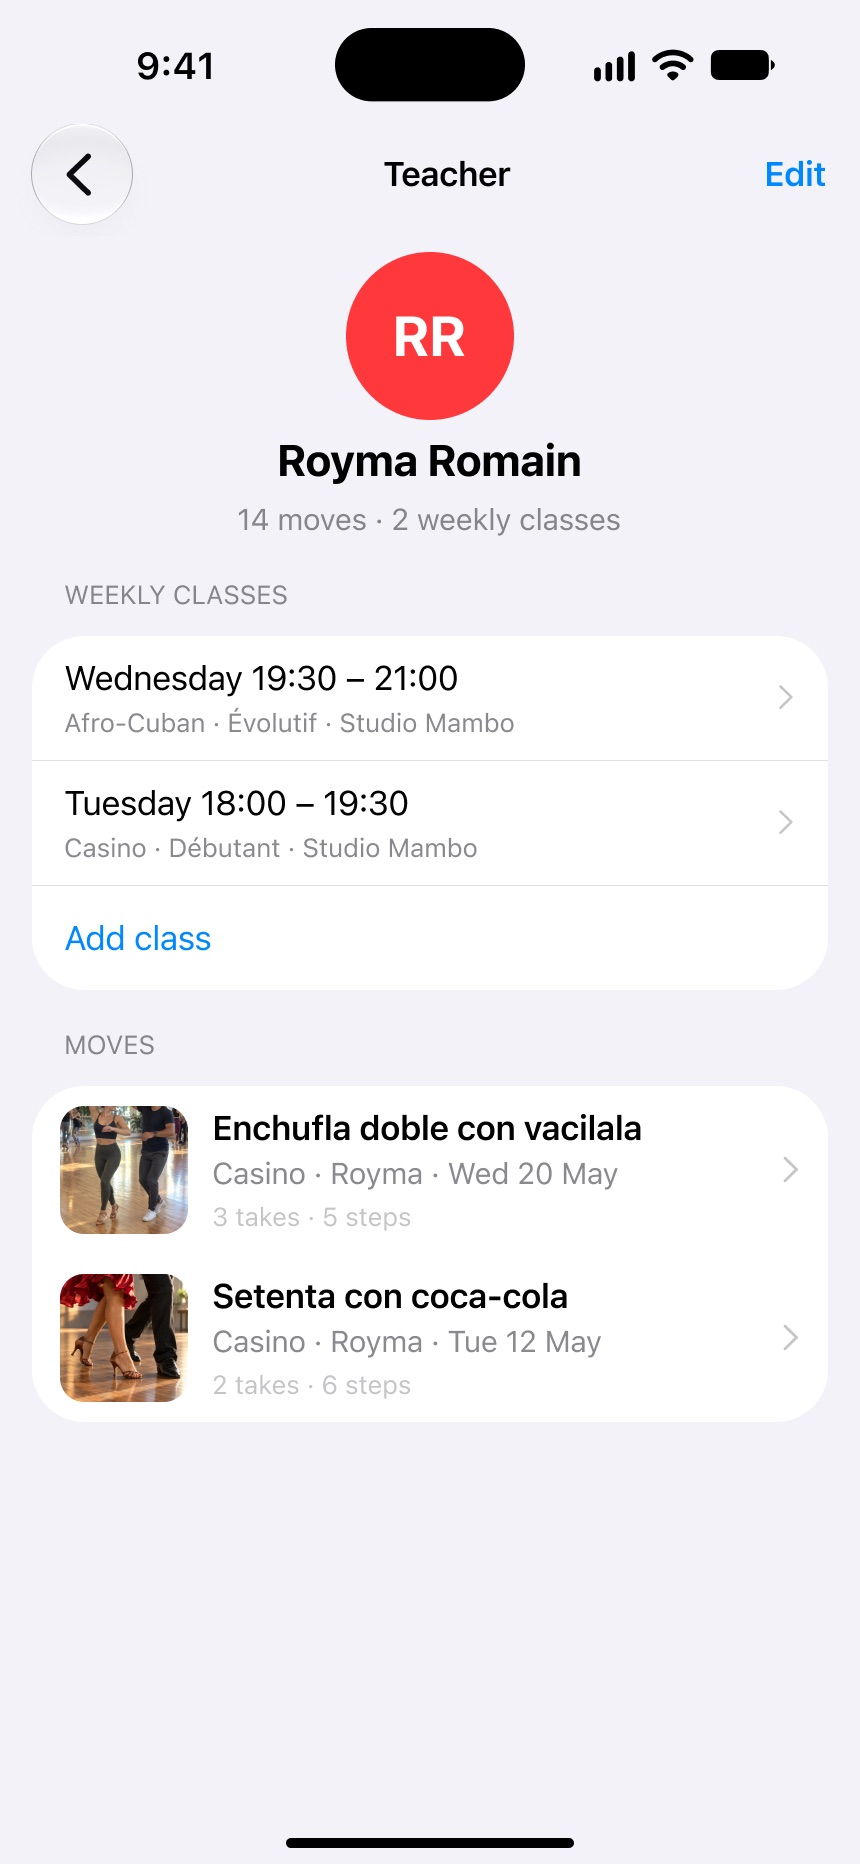 9:41
Teacher
Edit
RR
Royma Romain
14 moves · 2 weekly classes
WEEKLY CLASSES
Wednesday 19:30 – 21:00
Afro-Cuban · Évolutif · Studio Mambo
Tuesday 18:00 – 19:30
Casino · Débutant · Studio Mambo
Add class
MOVES
Enchufla doble con vacilala
Casino · Royma · Wed 20 May
3 takes · 5 steps
Setenta con coca-cola
Casino · Royma · Tue 12 May
2 takes · 6 steps